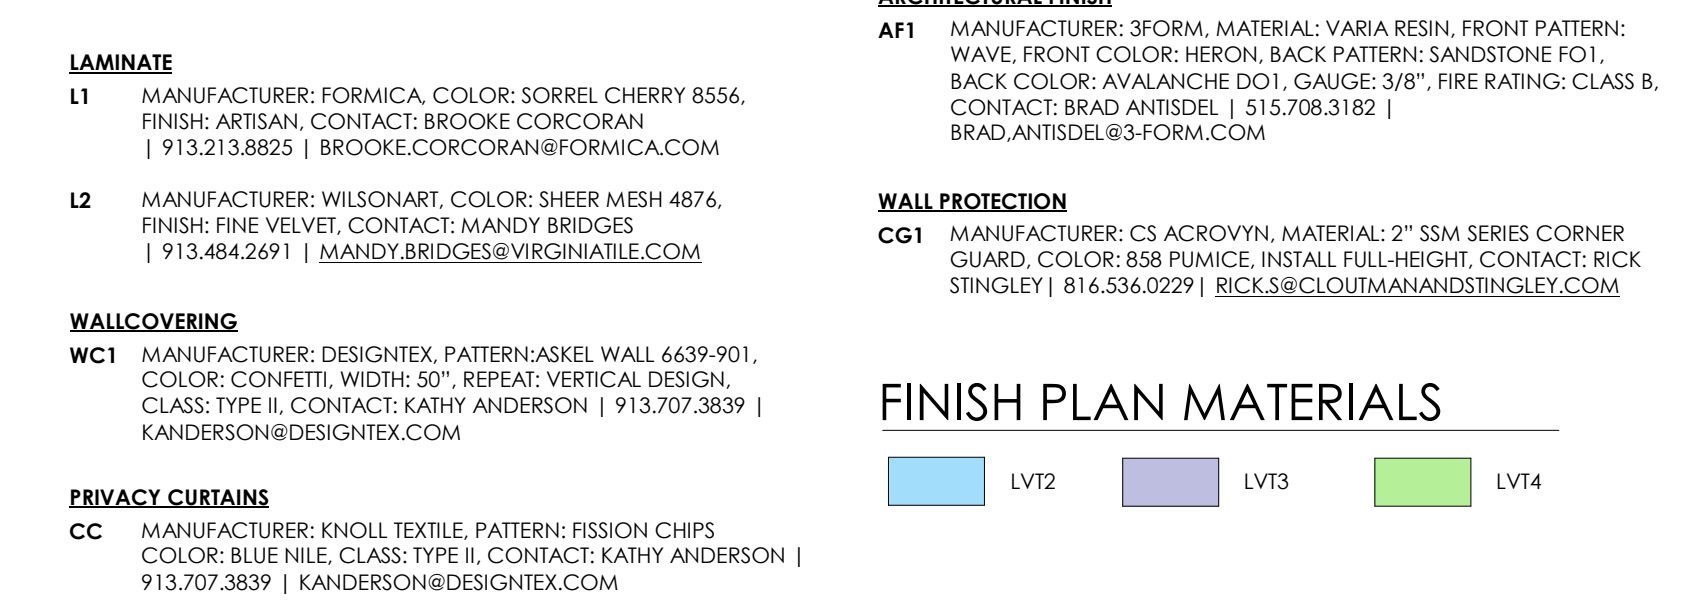 LAMINATE
L1 MANUFACTURER: FORMICA, COLOR: SORREL CHERRY 8556,
FINISH: ARTISAN, CONTACT: BROOKE CORCORAN
| 913.213.8825 | BROOKE.CORCORAN@FORMICA.COM
L2 MANUFACTURER: WILSONART, COLOR: SHEER MESH 4876,
FINISH: FINE VELVET, CONTACT: MANDY BRIDGES
| 913.484.2691 | MANDY.BRIDGES@VIRGINIATILE.COM
WALLCOVERING
WC1 MANUFACTURER: DESIGNTEX, PATTERN:ASKEL WALL 6639-901,
COLOR: CONFETTI, WIDTH: 50”, REPEAT: VERTICAL DESIGN,
CLASS: TYPE II, CONTACT: KATHY ANDERSON | 913.707.3839 |
KANDERSON@DESIGNTEX.COM
PRIVACY CURTAINS
CC MANUFACTURER: KNOLL TEXTILE, PATTERN: FISSION CHIPS
COLOR: BLUE NILE, CLASS: TYPE II, CONTACT: KATHY ANDERSON |
913.707.3839 | KANDERSON@DESIGNTEX.COM
ARCHITECTURAL FINISH
AF1 MANUFACTURER: 3FORM, MATERIAL: VARIA RESIN, FRONT PATTERN:
WAVE, FRONT COLOR: HERON, BACK PATTERN: SANDSTONE FO1,
BACK COLOR: AVALANCHE DO1, GAUGE: 3/8”, FIRE RATING: CLASS B,
CONTACT: BRAD ANTISDEL | 515.708.3182 |
BRAD,ANTISDEL@3-FORM.COM
WALL PROTECTION
CG1 MANUFACTURER: CS ACROVYN, MATERIAL: 2” SSM SERIES CORNER
GUARD, COLOR: 858 PUMICE, INSTALL FULL-HEIGHT, CONTACT: RICK
STINGLEY| 816.536.0229| RICK.S@CLOUTMANANDSTINGLEY.COM
FINISH PLAN MATERIALS
LVT2 LVT3 LVT4